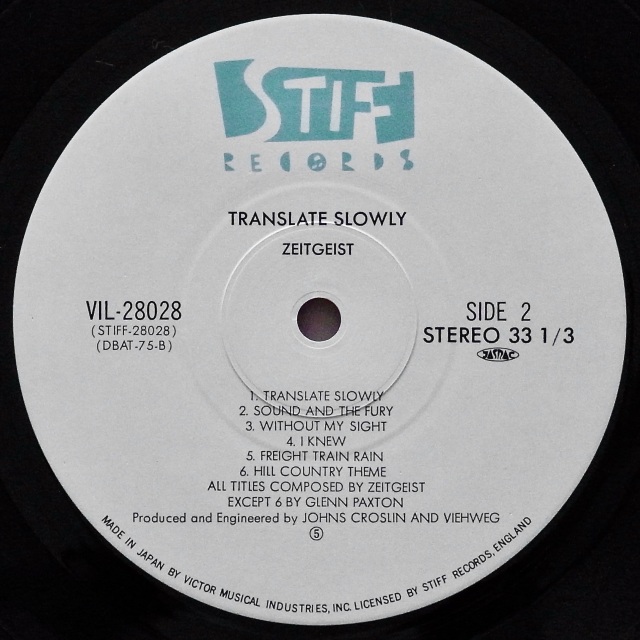 STIFF
RECORDS
TRANSLATE SLOWLY
ZEITGEIST
VIL-28028
(STIFF-28028)
(DBAT-75-B)
SIDE 2
STEREO 33 1/3
JASRAC
1. TRANSLATE SLOWLY
2. SOUND AND THE FURY
3. WITHOUT MY SIGHT
4. I KNEW
5. FREIGHT TRAIN RAIN
6. HILL COUNTRY THEME
ALL TITLES COMPOSED BY ZEITGEIST
EXCEPT 6 BY GLENN PAXTON
Produced and Engineered by JOHNS CROSLIN AND VIEHWEG
Ⓢ
MADE IN JAPAN BY VICTOR MUSICAL INDUSTRIES, INC. LICENSED BY STIFF RECORDS, ENGLAND